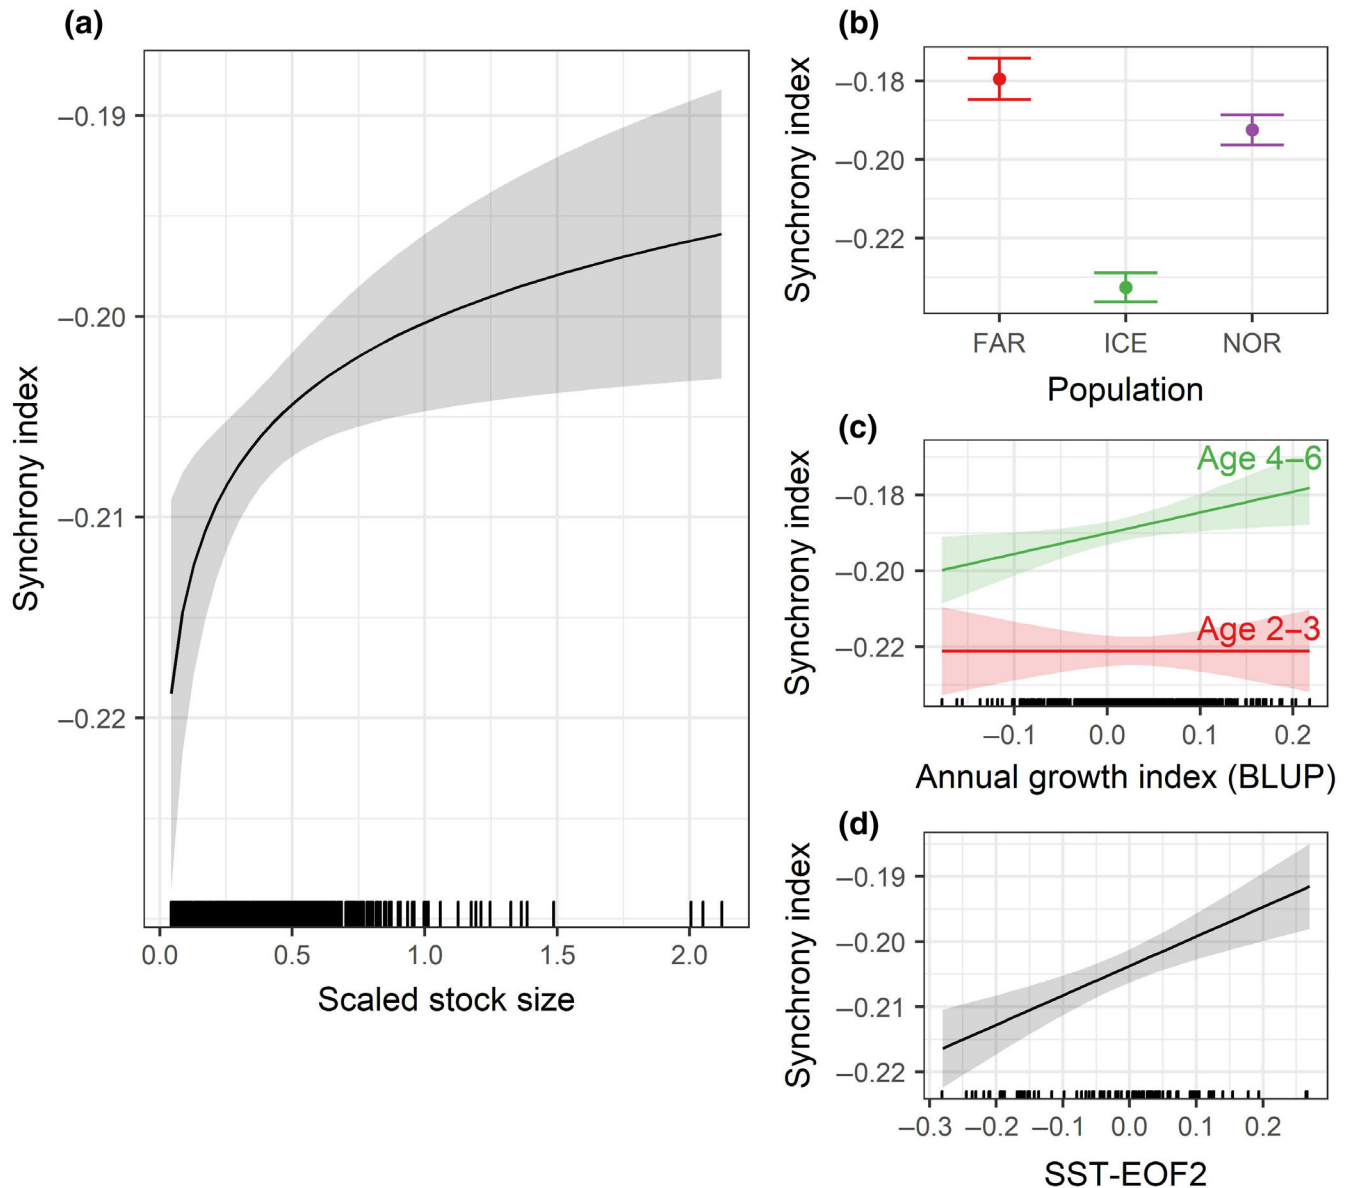 (a)
Synchrony index
–0.19
–0.20
–0.21
–0.22
0.0 0.5 1.0 1.5 2.0
Scaled stock size
(b)
Synchrony index
–0.18
–0.20
–0.22
FAR ICE NOR
Population
(c)
Synchrony index
–0.18
–0.20
–0.22
Age 4–6
Age 2–3
–0.1 0.0 0.1 0.2
Annual growth index (BLUP)
(d)
Synchrony index
–0.19
–0.20
–0.21
–0.22
–0.3 –0.2 –0.1 0.0 0.1 0.2
SST-EOF2